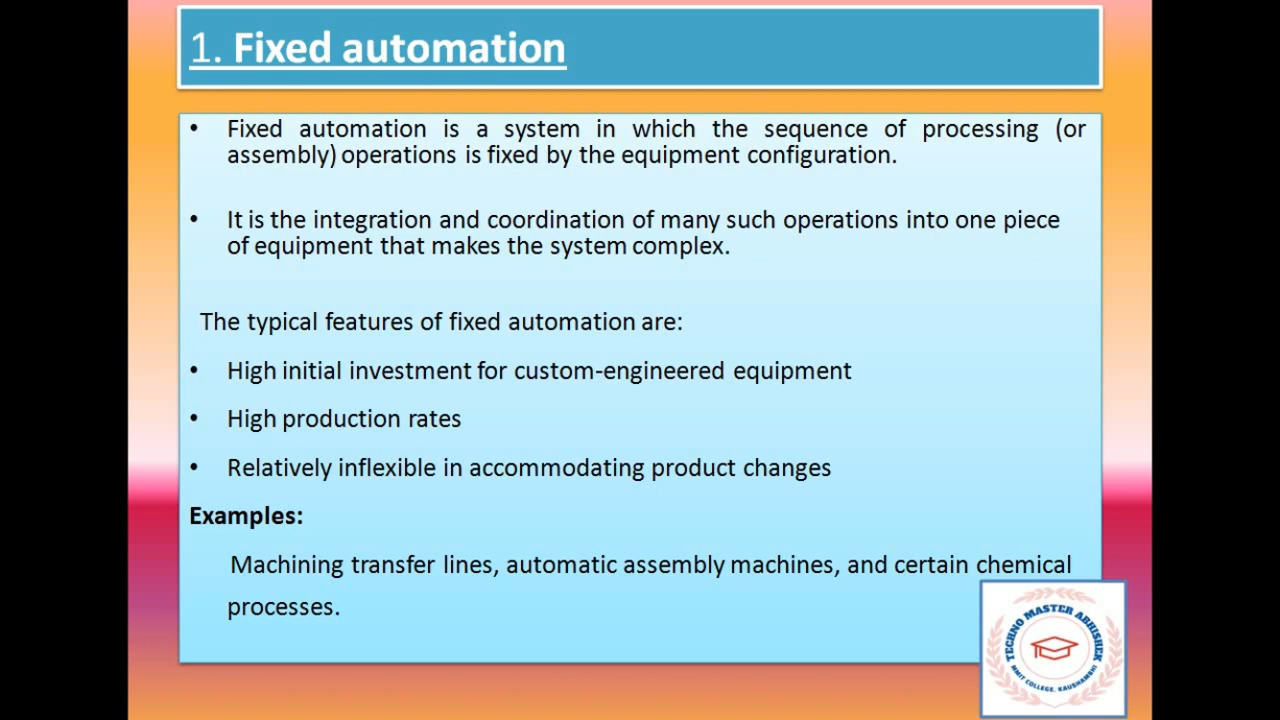 1. Fixed automation
• Fixed automation is a system in which the sequence of processing (or
assembly) operations is fixed by the equipment configuration.
• It is the integration and coordination of many such operations into one piece
of equipment that makes the system complex.
The typical features of fixed automation are:
• High initial investment for custom-engineered equipment
• High production rates
• Relatively inflexible in accommodating product changes
Examples:
Machining transfer lines, automatic assembly machines, and certain chemical
processes.
TECHNO MASTER ABHISHEK
MMIT COLLEGE, KAUSHAMBHI